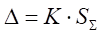 Δ = K · S_Σ